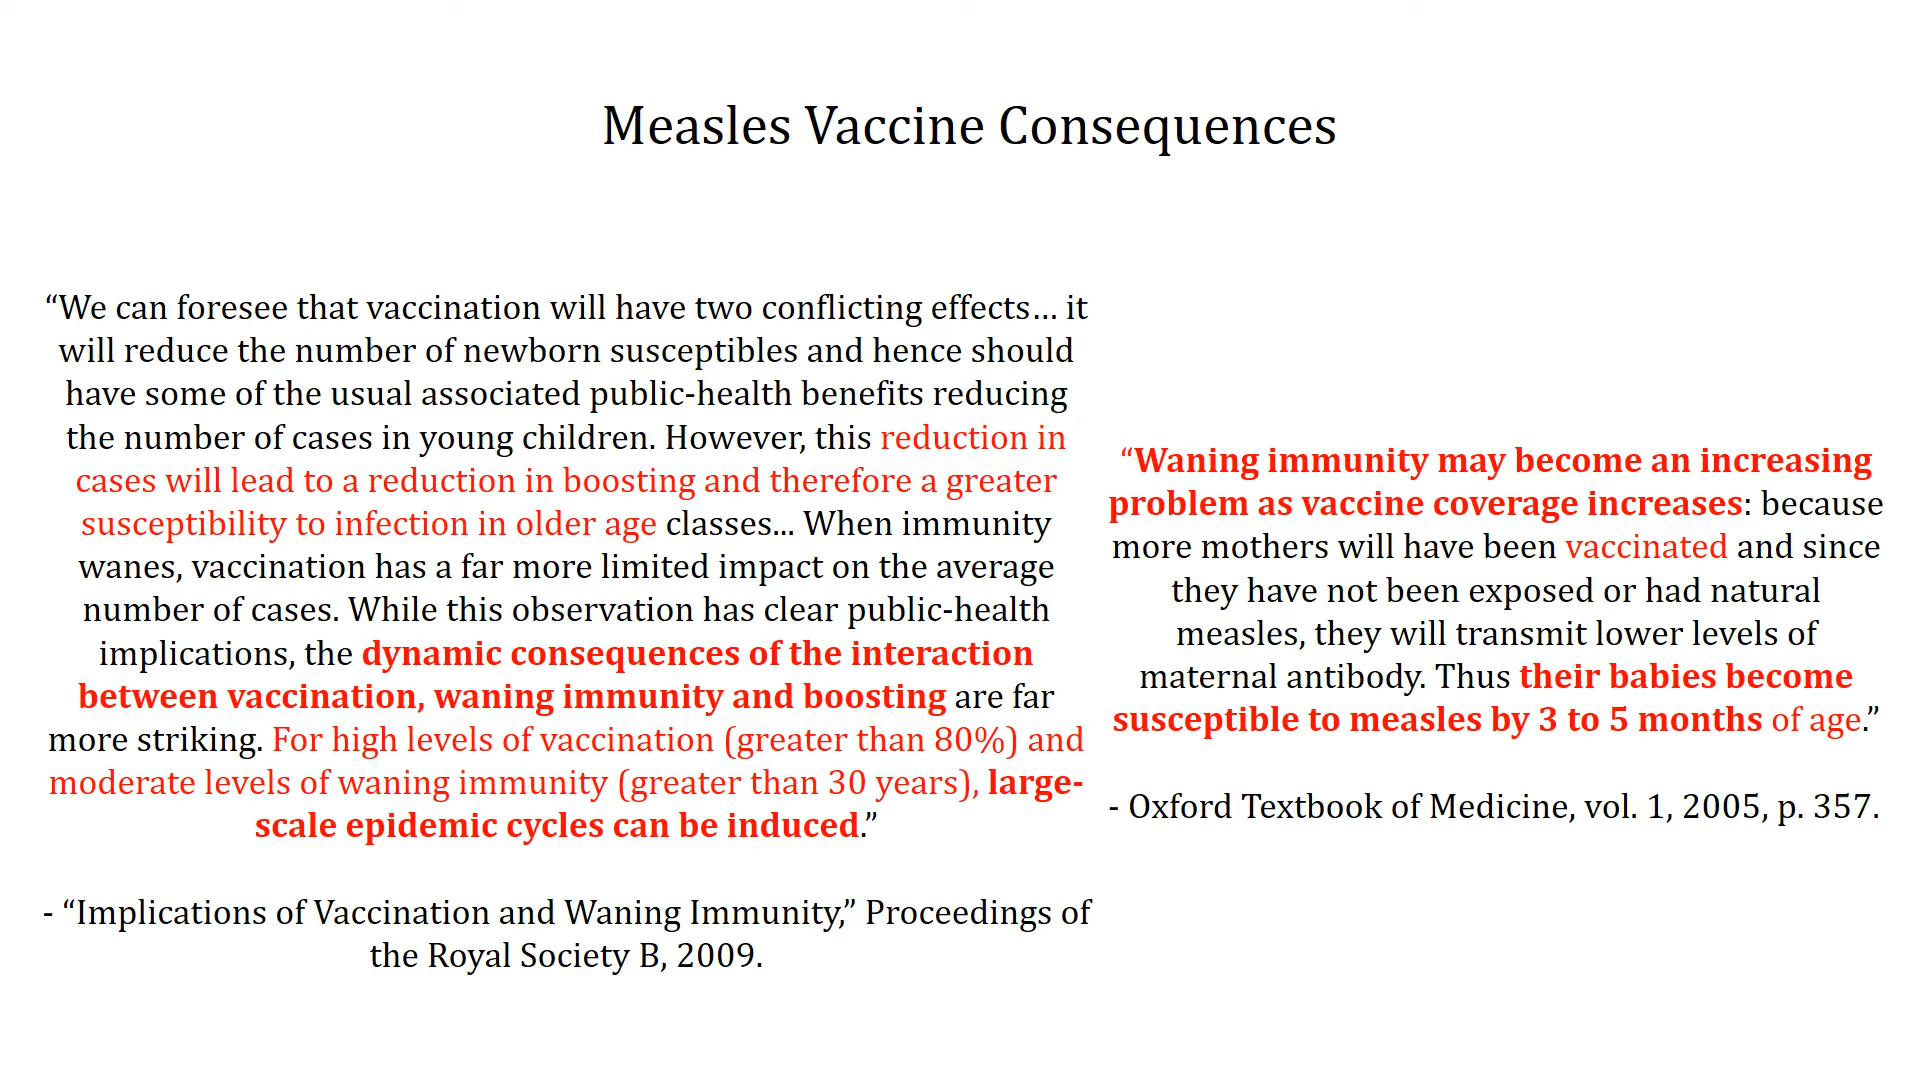 Measles Vaccine Consequences
“We can foresee that vaccination will have two conflicting effects… it
will reduce the number of newborn susceptibles and hence should
have some of the usual associated public-health benefits reducing
the number of cases in young children. However, this reduction in
cases will lead to a reduction in boosting and therefore a greater
susceptibility to infection in older age classes... When immunity
wanes, vaccination has a far more limited impact on the average
number of cases. While this observation has clear public-health
implications, the dynamic consequences of the interaction
between vaccination, waning immunity and boosting are far
more striking. For high levels of vaccination (greater than 80%) and
moderate levels of waning immunity (greater than 30 years), large-
scale epidemic cycles can be induced.”
- “Implications of Vaccination and Waning Immunity,” Proceedings of
the Royal Society B, 2009.
“Waning immunity may become an increasing
problem as vaccine coverage increases: because
more mothers will have been vaccinated and since
they have not been exposed or had natural
measles, they will transmit lower levels of
maternal antibody. Thus their babies become
susceptible to measles by 3 to 5 months of age.”
- Oxford Textbook of Medicine, vol. 1, 2005, p. 357.